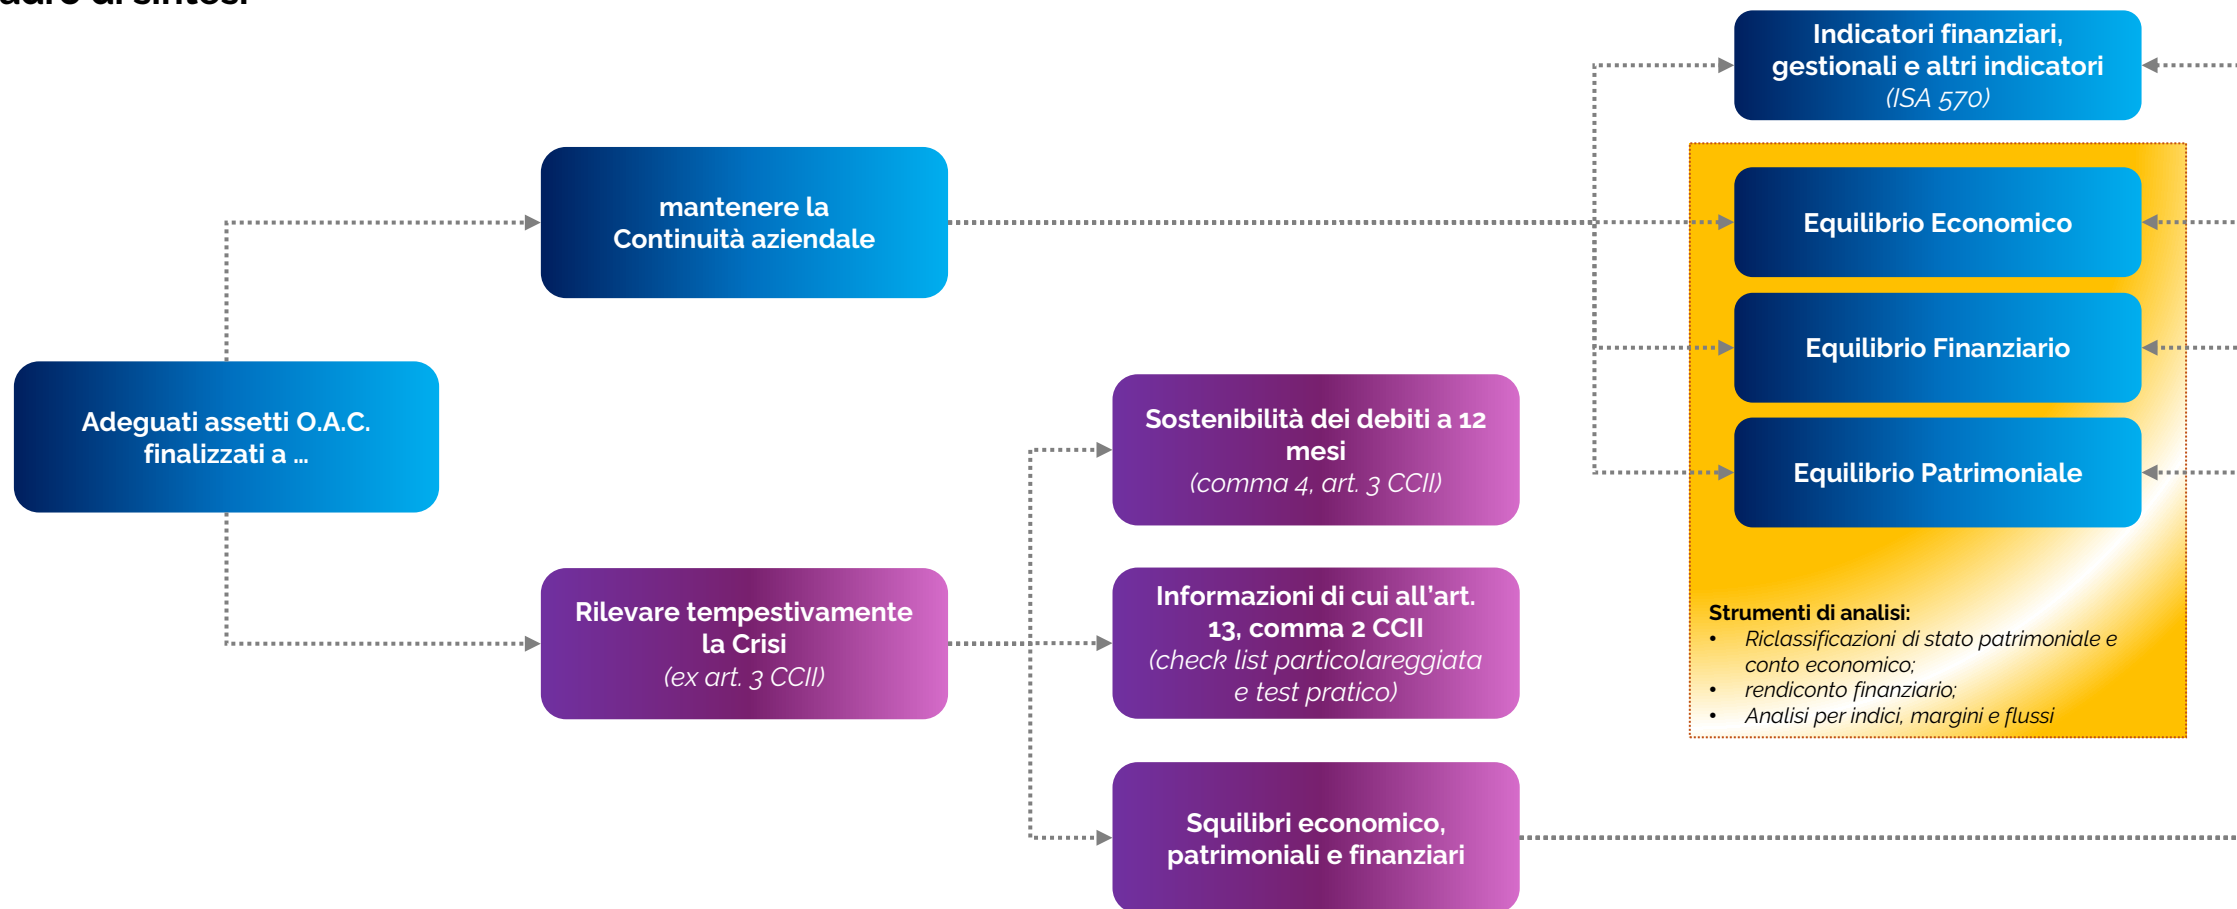 Indicatori finanziari,
gestionali e altri indicatori
(ISA 570)
mantenere la
Continuità aziendale
Equilibrio Economico
Equilibrio Finanziario
Adeguati assetti O.A.C.
finalizzati a ...
Sostenibilità dei debiti a 12
mesi
(comma 4, art. 3 CCII)
Equilibrio Patrimoniale
Rilevare tempestivamente
la Crisi
(ex art. 3 CCII)
Informazioni di cui all'art.
13, comma 2 CCII
(check list particolareggiata
e test pratico)
Strumenti di analisi:
• Riclassificazioni di stato patrimoniale e
conto economico;
• rendiconto finanziario;
• Analisi per indici, margini e flussi
Squilibri economico,
patrimoniali e finanziari